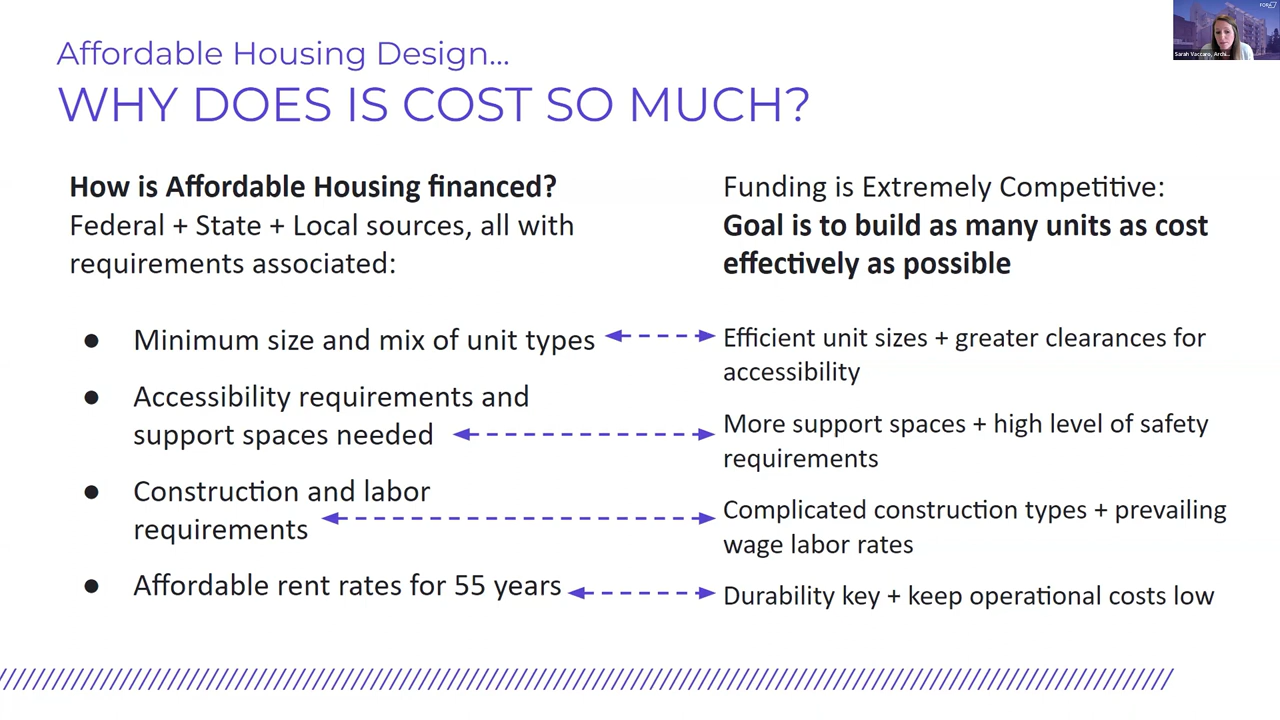 Affordable Housing Design...
WHY DOES IS COST SO MUCH?
How is Affordable Housing financed?
Federal + State + Local sources, all with
requirements associated:
● Minimum size and mix of unit types
● Accessibility requirements and
support spaces needed
● Construction and labor
requirements
● Affordable rent rates for 55 years
Funding is Extremely Competitive:
Goal is to build as many units as cost
effectively as possible
Efficient unit sizes + greater clearances for
accessibility
More support spaces + high level of safety
requirements
Complicated construction types + prevailing
wage labor rates
Durability key + keep operational costs low
FORA
Sarah Vaccaro, Archi...